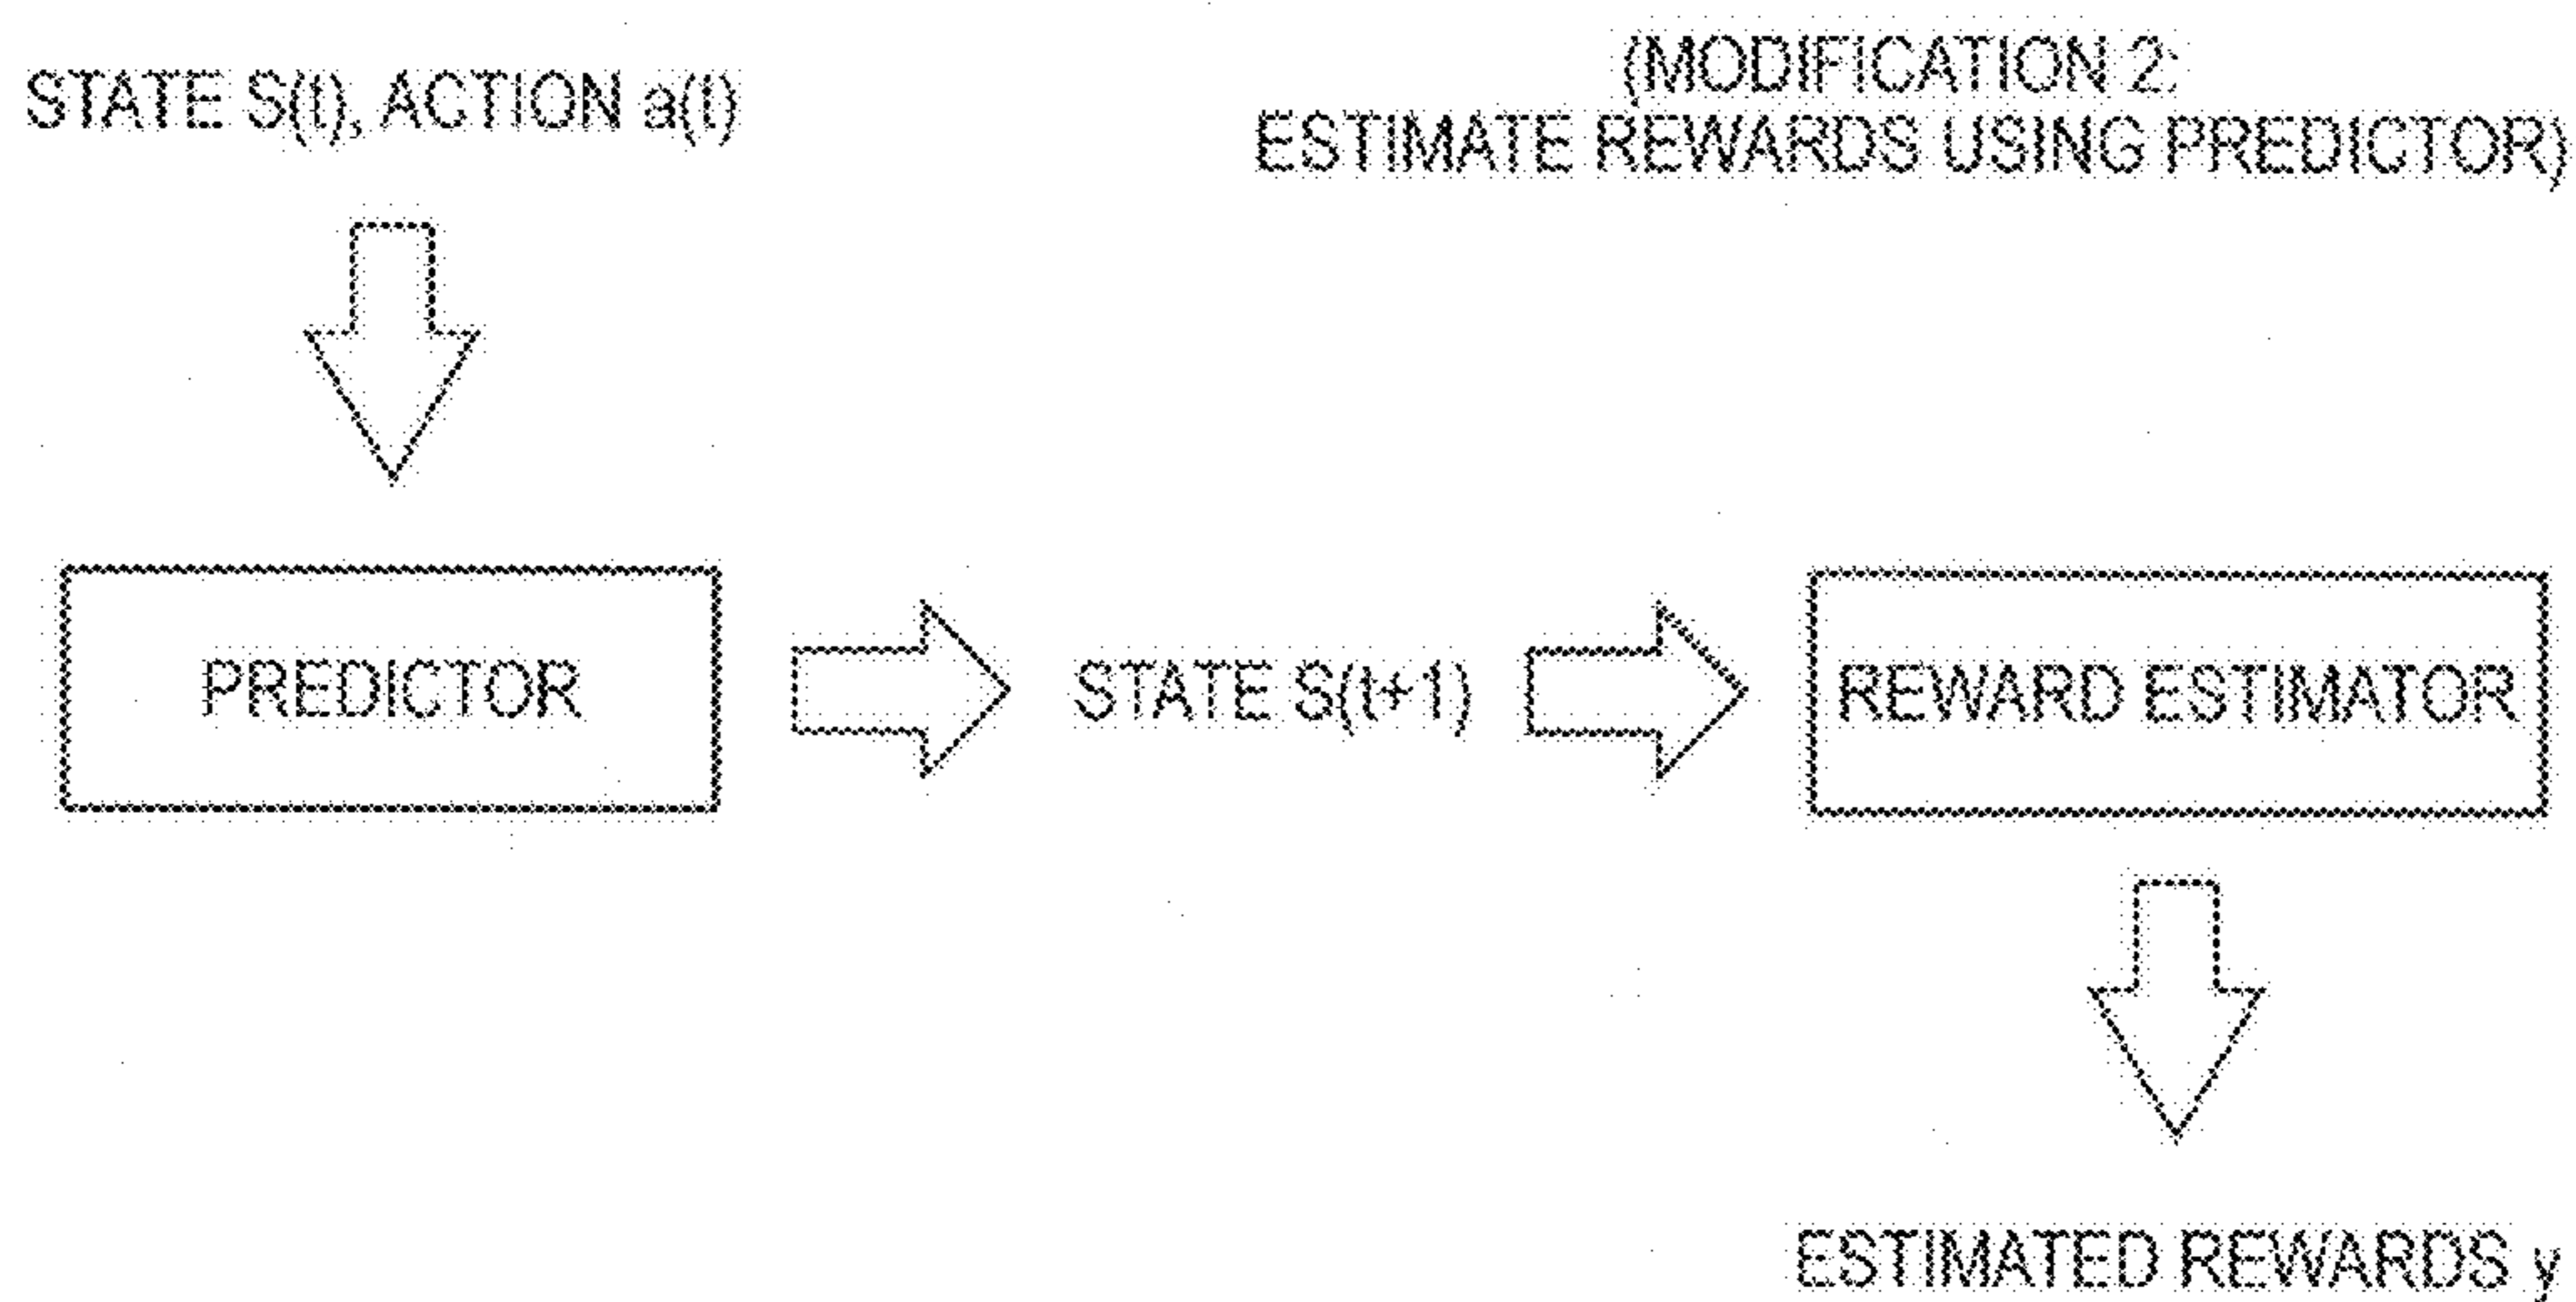 STATE S(t), ACTION a(t)
(MODIFICATION 2;
ESTIMATE REWARDS USING PREDICTOR)
PREDICTOR
STATE S(t+1)
REWARD ESTIMATOR
ESTIMATED REWARDS y